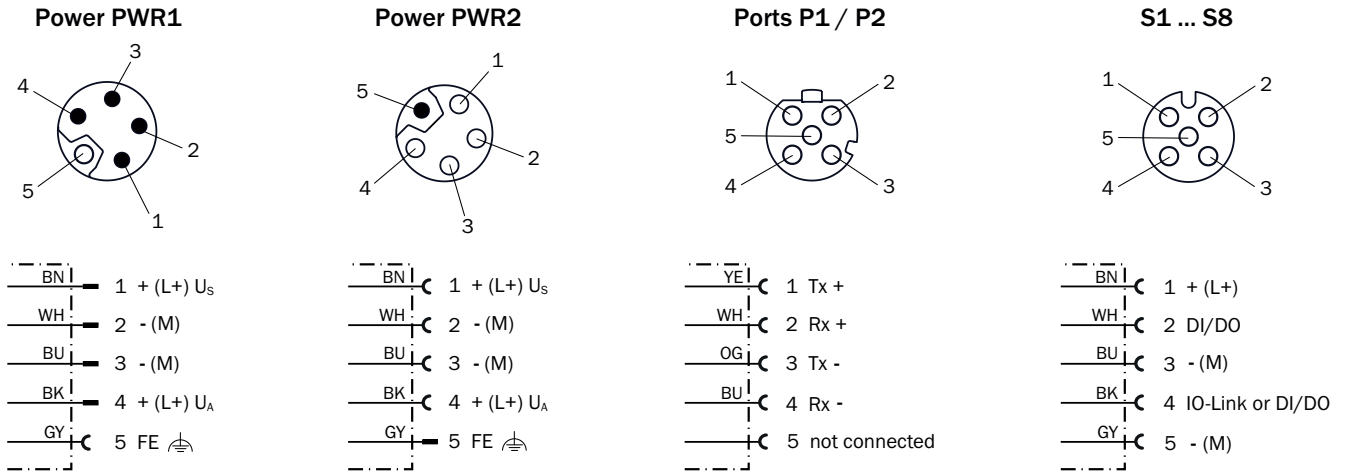 Power PWR1
3
4
2
5
1
BN 1 + (L+) Us
WH 2 - (M)
BU 3 - (M)
BK 4 + (L+) UA
GY 5 FE
Power PWR2
1
5
2
4
3
BN 1 + (L+) Us
WH 2 - (M)
BU 3 - (M)
BK 4 + (L+) UA
GY 5 FE
Ports P1 / P2
1
2
5
4
3
YE 1 Tx +
WH 2 Rx +
OG 3 Tx -
BU 4 Rx -
5 not connected
S1 ... S8
1
2
5
4
3
BN 1 + (L+)
WH 2 DI/DO
BU 3 - (M)
BK 4 IO-Link or DI/DO
GY 5 - (M)